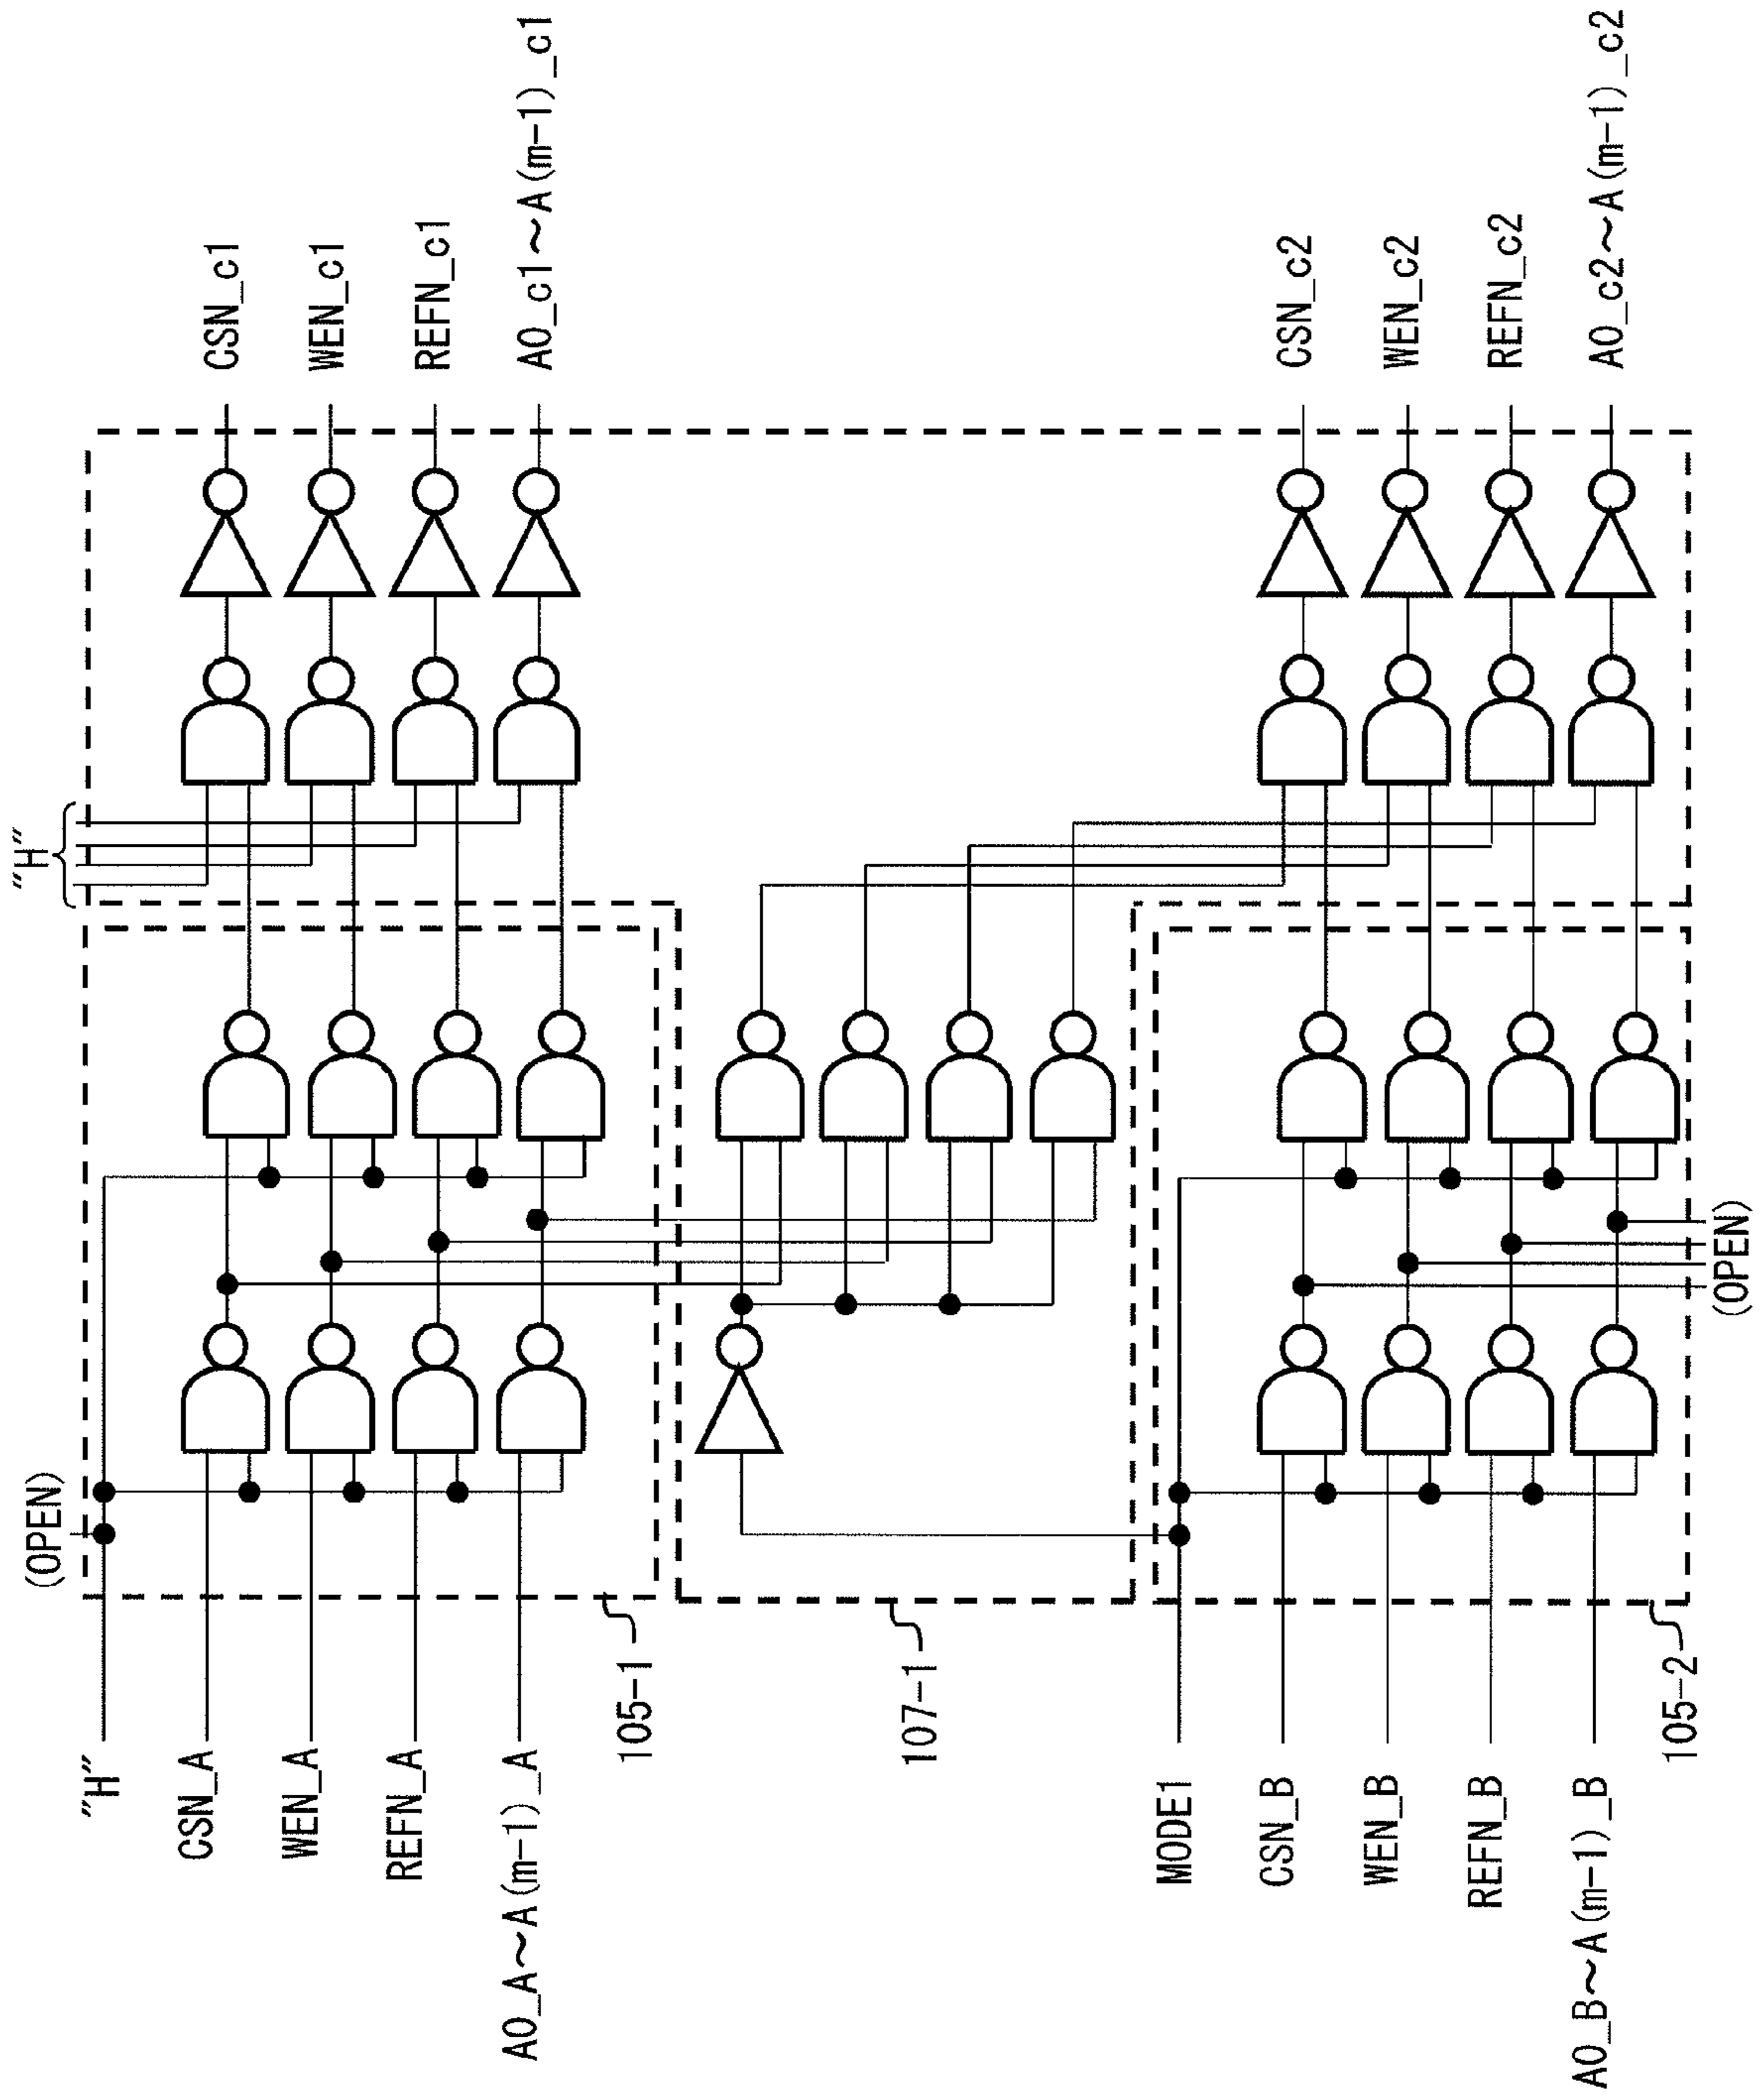 (OPEN)
"H"
"H"
CSN_A
WEN_A
REFN_A
A0_A~A(m-1)_A
105-1
CSN_c1
WEN_c1
REFN_c1
A0_c1~A(m-1)_c1
107-1
MODE1
CSN_B
WEN_B
REFN_B
A0_B~A(m-1)_B
105-2
(OPEN)
CSN_c2
WEN_c2
REFN_c2
A0_c2~A(m-1)_c2